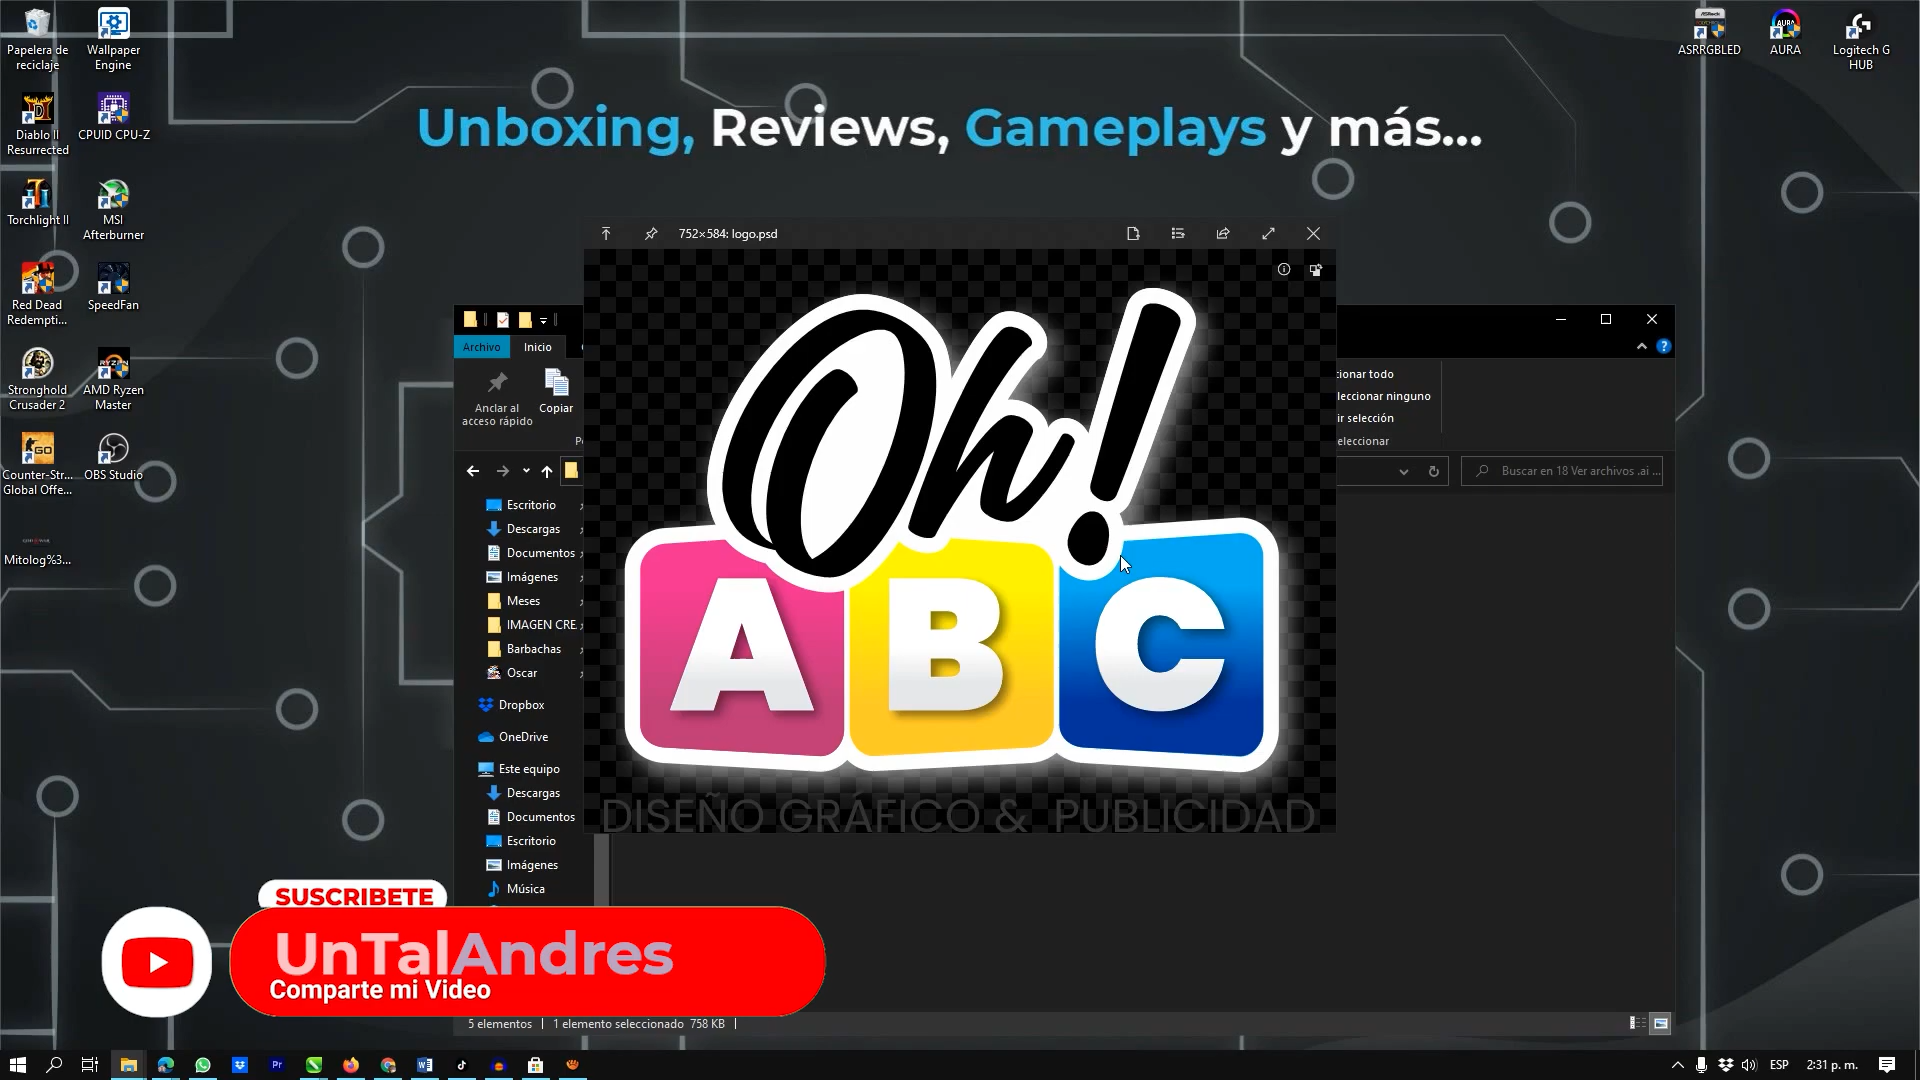 Papelera de
reciclaje
Wallpaper
Engine
Diablo II
Resurrected
CPUID CPU-Z
Torchlight II
MSI
Afterburner
Red Dead
Redempti...
SpeedFan
Stronghold
Crusader 2
AMD Ryzen
Master
Counter-Str...
Global Offe...
OBS Studio
Mitolog%3...
ASRRGBLED
AURA
Logitech G
HUB
Unboxing, Reviews, Gameplays y más...
752×584: logo.psd
Oh!
A B C
DISEÑO GRÁFICO & PUBLICIDAD
Archivo
Inicio
Anclar al
acceso rápido
Copiar
cionar todo
leccionar ninguno
ir selección
eleccionar
Buscar en 18 Ver archivos .ai ...
Escritorio
Descargas
Documentos
Imágenes
Meses
IMAGEN CRE
Barbachas
Oscar
Dropbox
OneDrive
Este equipo
Descargas
Documentos
Escritorio
Imágenes
Música
5 elementos
1 elemento seleccionado 758 KB
SUSCRIBETE
UnTalAndres
Comparte mi Video
ESP
2:31 p. m.